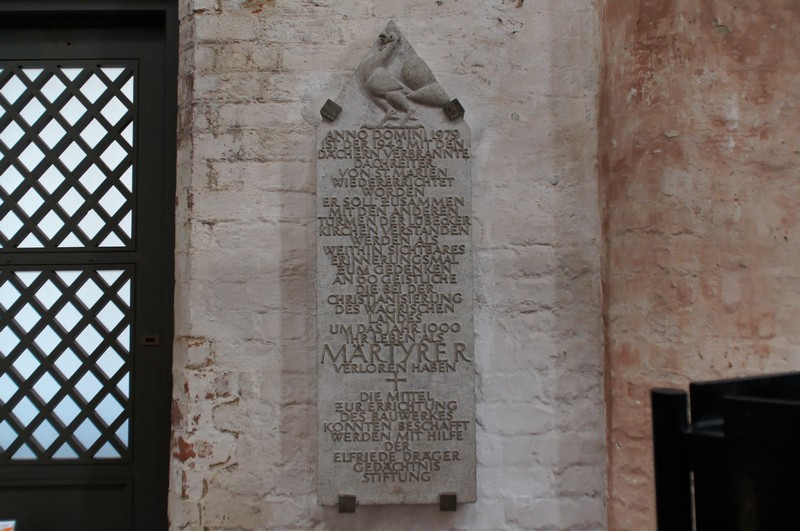 ANNO DOMINI 1979
IST DER 1942 MIT DEN
DÄCHERN VERBRANNTE
DACHREITER
VON ST. MARIEN
WIEDERERRICHTET
WORDEN
ER SOLL ZUSAMMEN
MIT DEN ANDEREN
TÜRMEN DER LÜBECKER
KIRCHEN VERSTANDEN
WERDEN ALS
WEITHIN SICHTBARES
ERINNERUNGSMAL
ZUM GEDENKEN
AN 60 GEISTLICHE
DIE BEI DER
CHRISTIANISIERUNG
DES WAGRISCHEN
LANDES
UM DAS JAHR 1000
IHR LEBEN ALS
MÄRTYRER
VERLOREN HABEN
DIE MITTEL
ZUR ERRICHTUNG
DES BAUWERKES
KONNTEN BESCHAFFT
WERDEN MIT HILFE
DER
ELFRIEDE DRÄGER
GEDÄCHTNIS
STIFTUNG